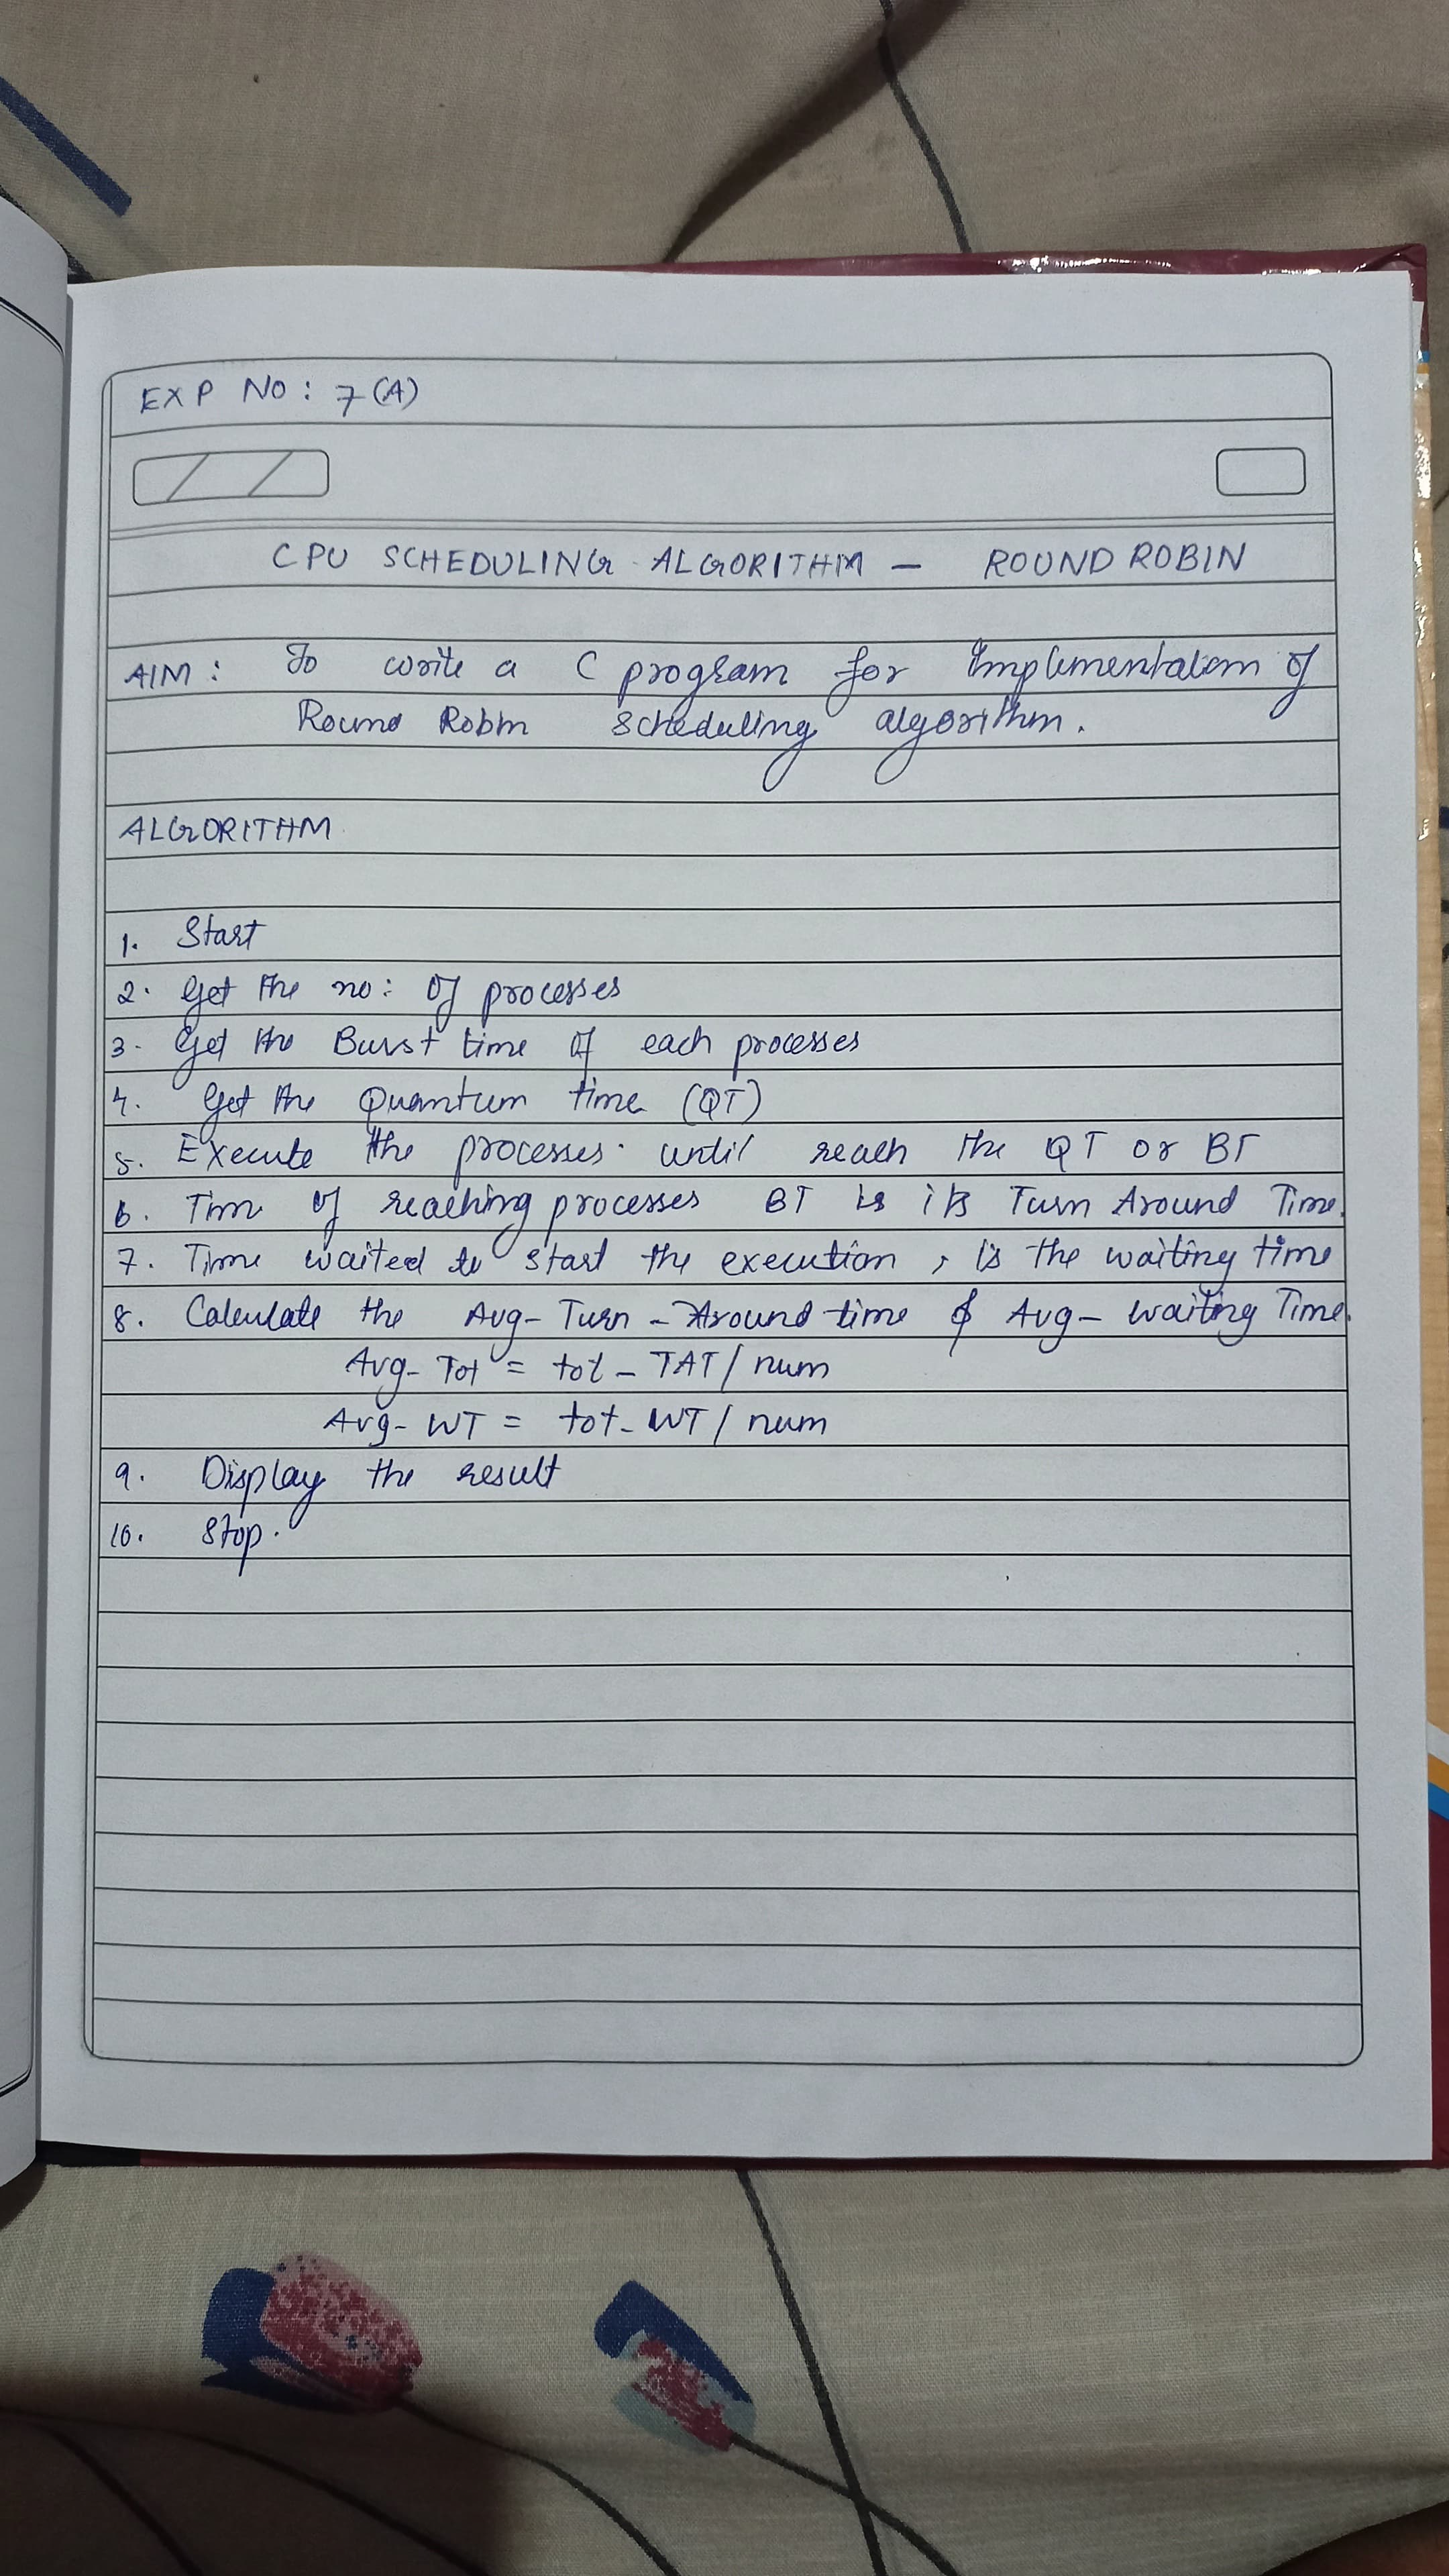 EXP NO: 7(A)
CPU SCHEDULING ALGORITHM – ROUND ROBIN
AIM: To write a C program for Implementation of
Round Robin scheduling algorithm.
ALGORITHM
1. Start
2. Get the no: of processes
3. Get the Burst time of each processes
4. Get the Quantum time (QT)
5. Execute the processes until reach the QT or BT
6. Time of reaching processes BT is its Turn Around Time.
7. Time waited to start the execution, is the waiting time
8. Calculate the Avg-Turn-Around time & Avg-waiting Time.
Avg-Tot = tot-TAT/num
Avg-WT = tot-WT/num
9. Display the result
10. Stop.